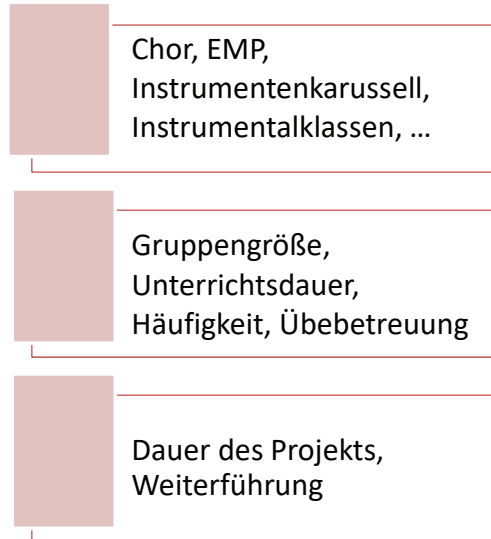 Chor, EMP,
Instrumentenkarussell,
Instrumentalklassen, …
Gruppengröße,
Unterrichtsdauer,
Häufigkeit, Übebetreuung
Dauer des Projekts,
Weiterführung